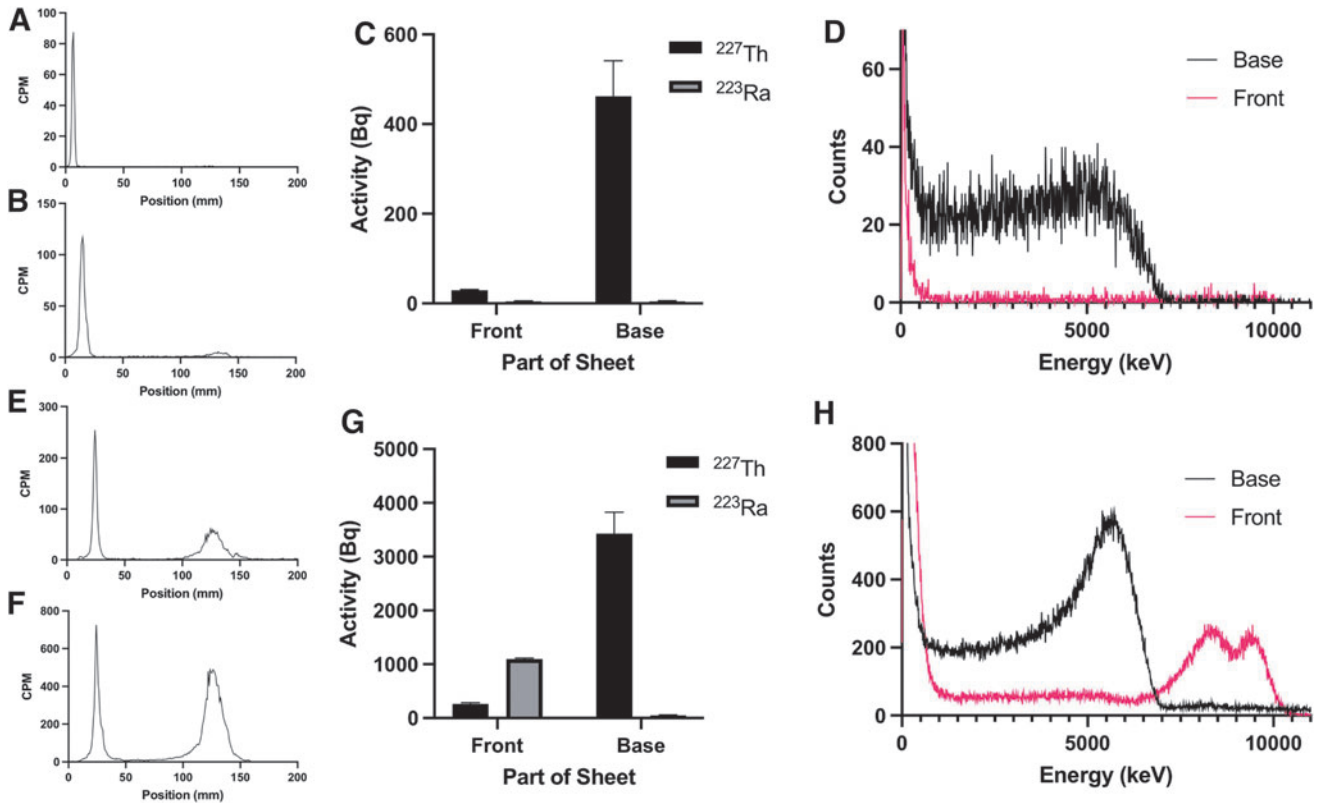 A
100
80
60
40
20
0
CPM
0 50 100 150 200
Position (mm)
B
150
100
50
0
CPM
0 50 100 150 200
Position (mm)
C
600
400
200
0
Activity (Bq)
Front Base
Part of Sheet
227Th
223Ra
D
60
40
20
0
Counts
0 5000 10000
Energy (keV)
Base
Front
E
300
200
100
0
CPM
0 50 100 150 200
Position (mm)
F
800
600
400
200
0
CPM
0 50 100 150 200
Position (mm)
G
5000
4000
3000
2000
1000
0
Activity (Bq)
Front Base
Part of Sheet
227Th
223Ra
H
800
600
400
200
0
Counts
0 5000 10000
Energy (keV)
Base
Front